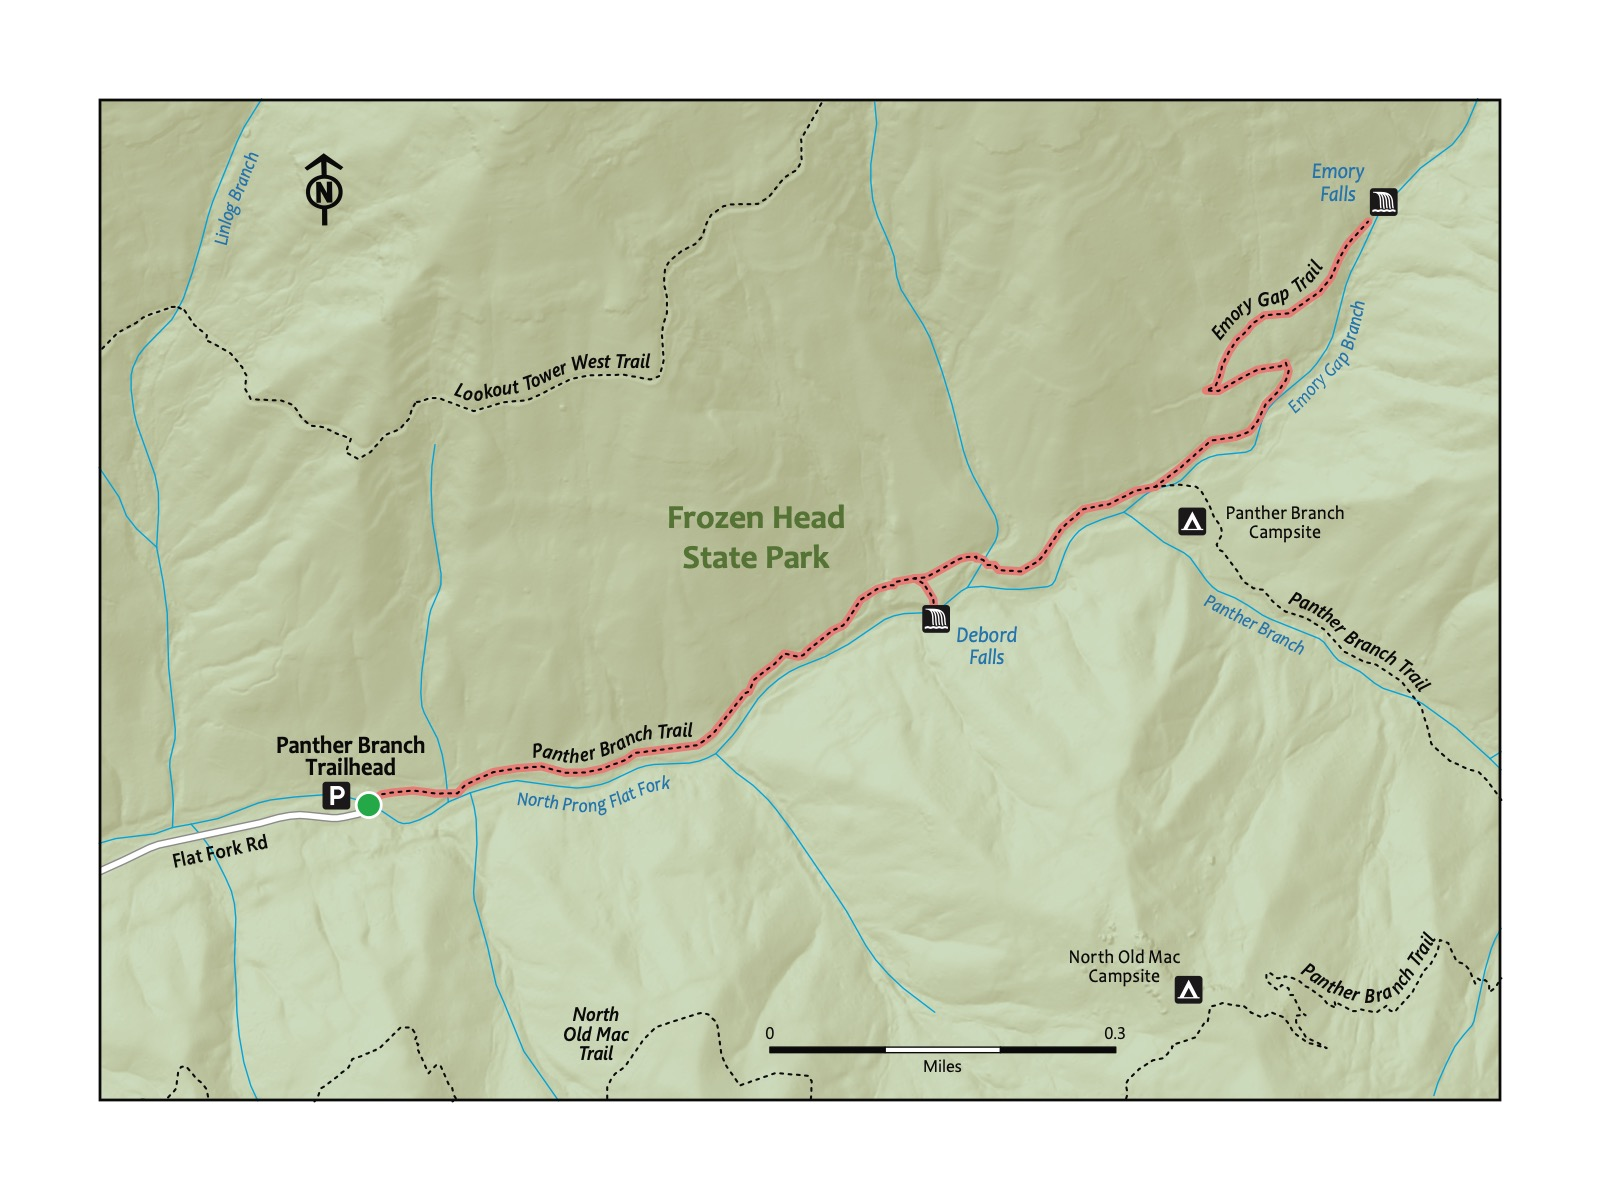 Emory
Falls
Linlog Branch
N
Emory Gap Trail
Emory Gap Branch
Lookout Tower West Trail
Frozen Head
State Park
Panther Branch
Campsite
Panther Branch Trail
Panther Branch
Debord
Falls
Panther Branch Trail
Panther Branch
Trailhead
P
North Prong Flat Fork
Flat Fork Rd
North Old Mac
Campsite
Panther Branch Trail
North
Old Mac
Trail
0
0.3
Miles